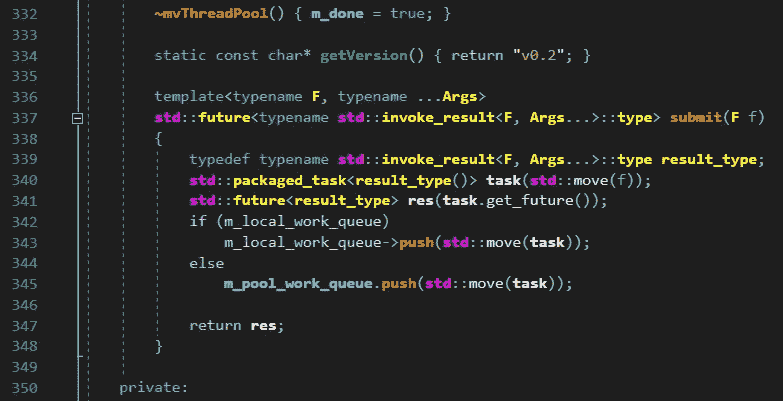 332 ~mvThreadPool() { m_done = true; }
333
334 static const char* getVersion() { return "v0.2"; }
335
336 template<typename F, typename ...Args>
337 std::future<typename std::invoke_result<F, Args...>::type> submit(F f)
338 {
339 typedef typename std::invoke_result<F, Args...>::type result_type;
340 std::packaged_task<result_type()> task(std::move(f));
341 std::future<result_type> res(task.get_future());
342 if (m_local_work_queue)
343 m_local_work_queue->push(std::move(task));
344 else
345 m_pool_work_queue.push(std::move(task));
346
347 return res;
348 }
349
350 private: